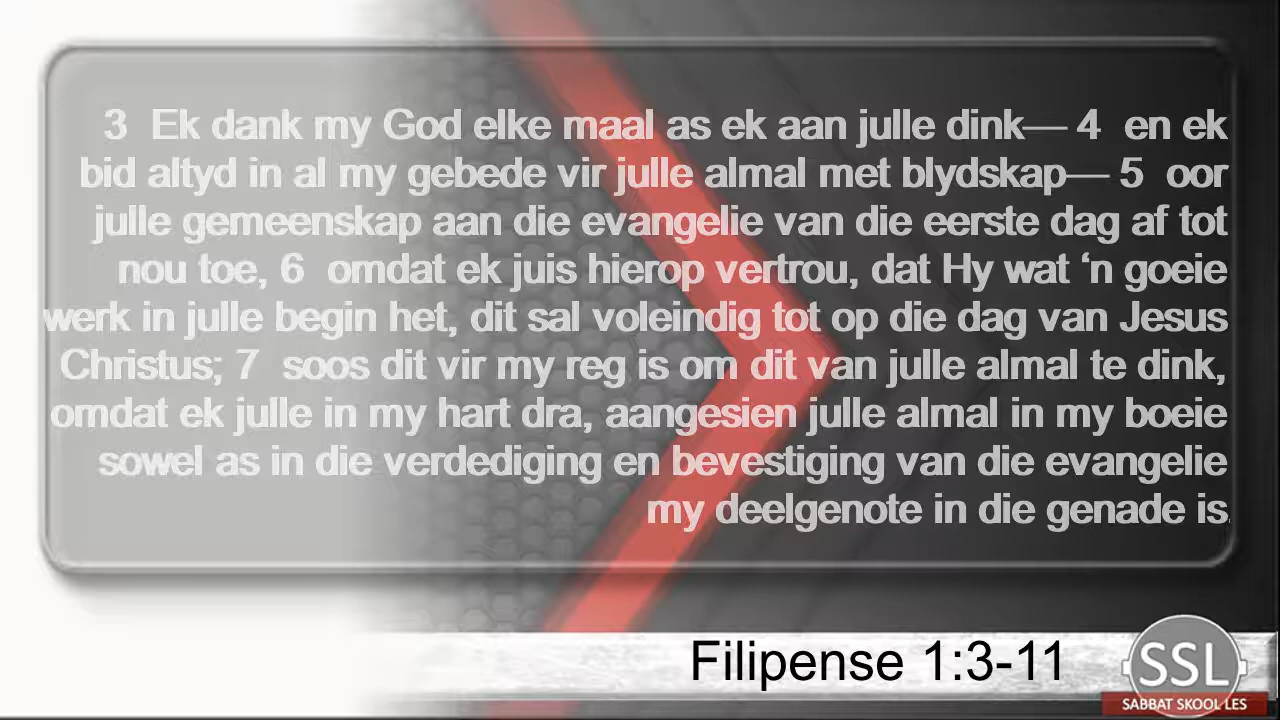 3 Ek dank my God elke maal as ek aan julle dink— 4 en ek
bid altyd in al my gebede vir julle almal met blydskap— 5 oor
julle gemeenskap aan die evangelie van die eerste dag af tot
nou toe, 6 omdat ek juis hierop vertrou, dat Hy wat ‘n goeie
werk in julle begin het, dit sal voleindig tot op die dag van Jesus
Christus; 7 soos dit vir my reg is om dit van julle almal te dink,
omdat ek julle in my hart dra, aangesien julle almal in my boeie
sowel as in die verdediging en bevestiging van die evangelie
my deelgenote in die genade is.
Filipense 1:3-11
SSL
SABBAT SKOOL LES